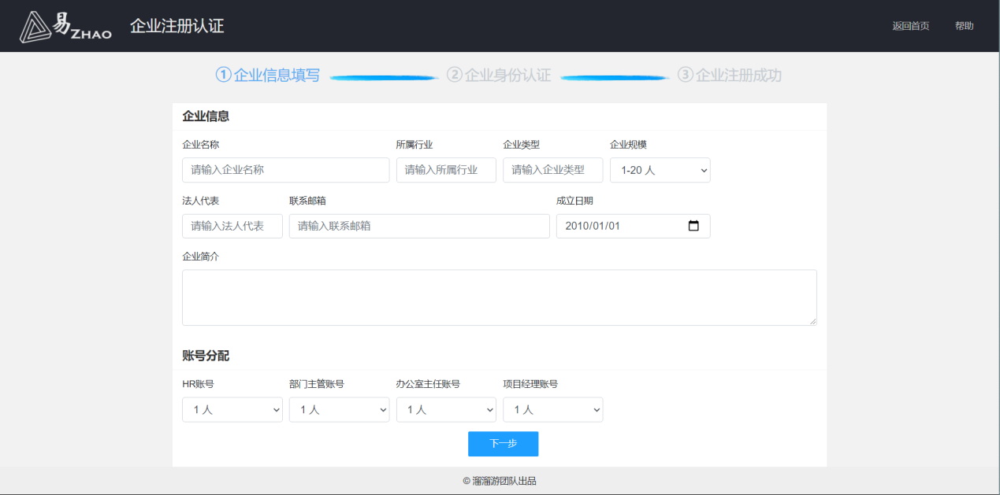 易ZHAO 企业注册认证 返回首页 帮助
①企业信息填写 ②企业身份认证 ③企业注册成功
企业信息
企业名称 所属行业 企业类型 企业规模
请输入企业名称 请输入所属行业 请输入企业类型 1-20 人
法人代表 联系邮箱 成立日期
请输入法人代表 请输入联系邮箱 2010/01/01
企业简介
账号分配
HR账号 部门主管账号 办公室主任账号 项目经理账号
1 人 1 人 1 人 1 人
下一步
© 溜溜游团队出品